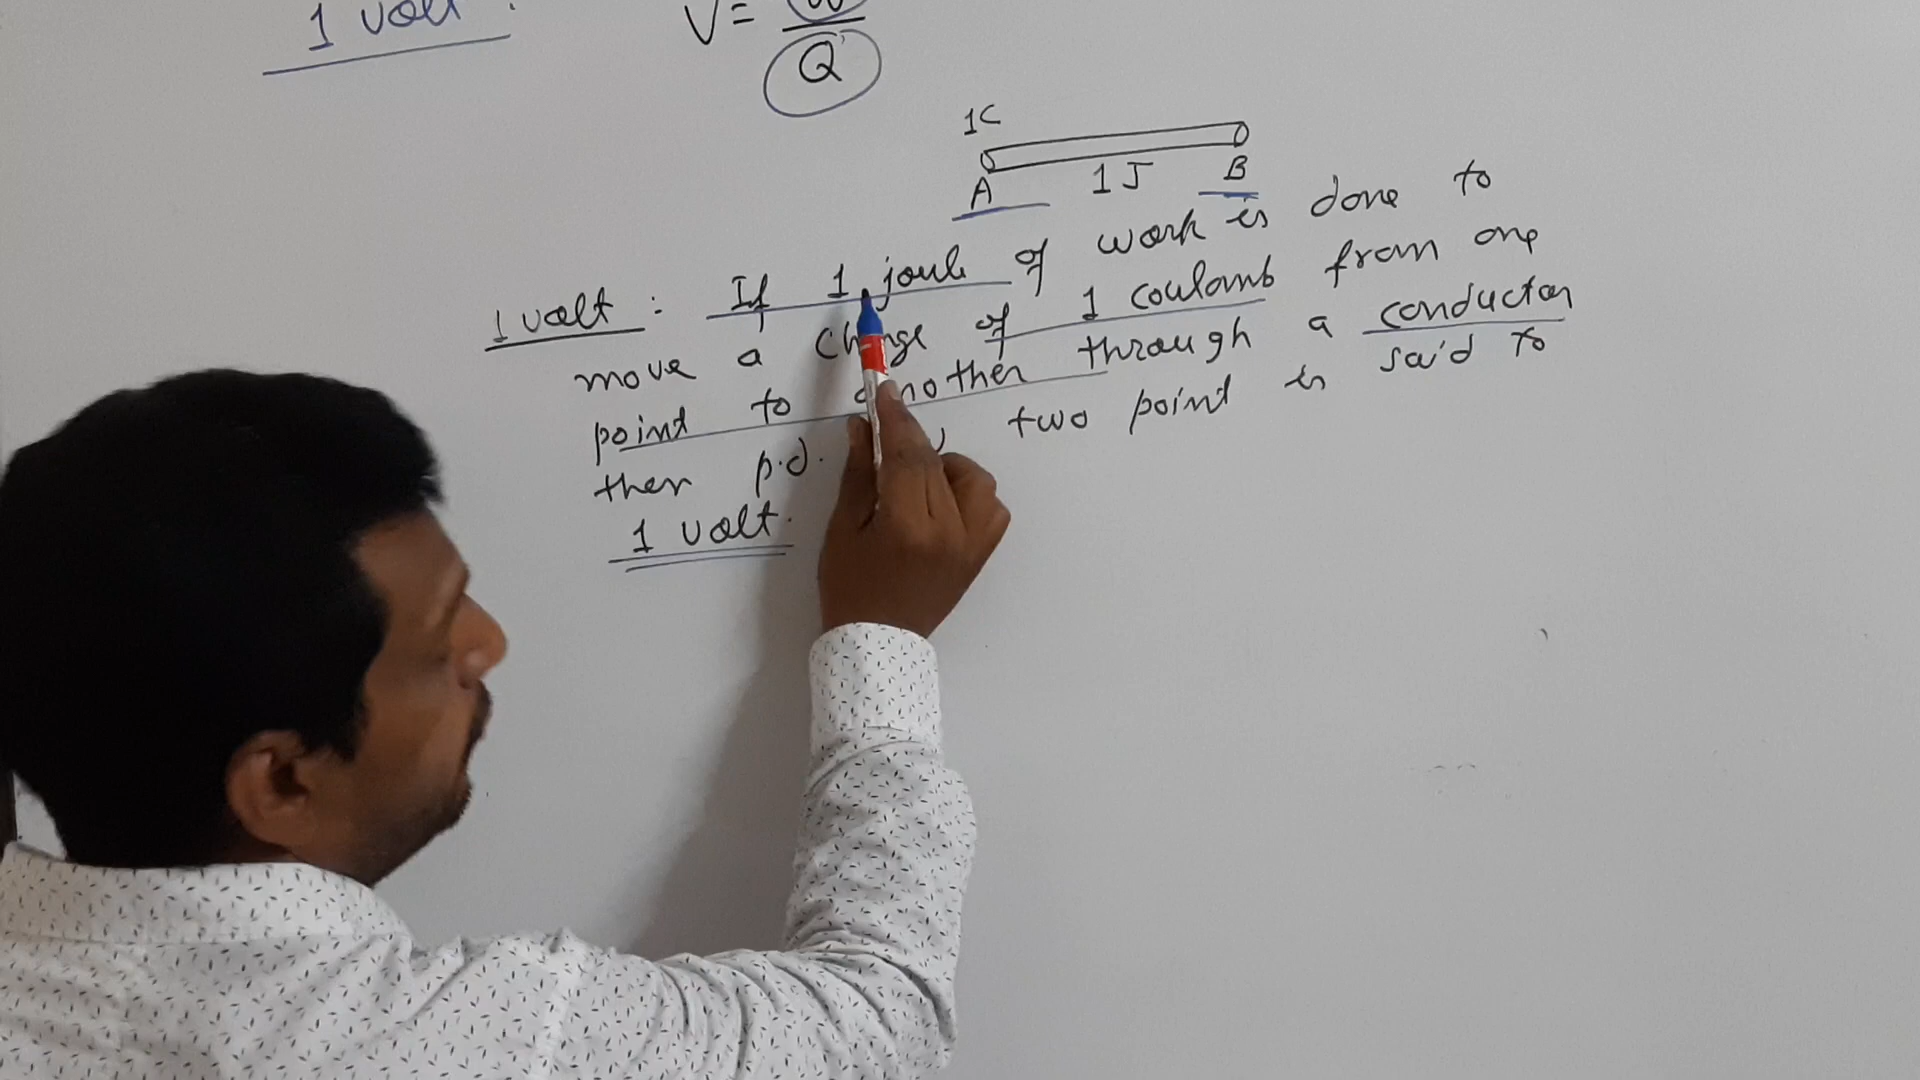 1 volt :
V =
Q
1C
A 1J B
1 volt : If 1 joule of work is done to
move a charge of 1 coulomb from one
point to another through a conductor
then p.d. two point is said to
1 volt.